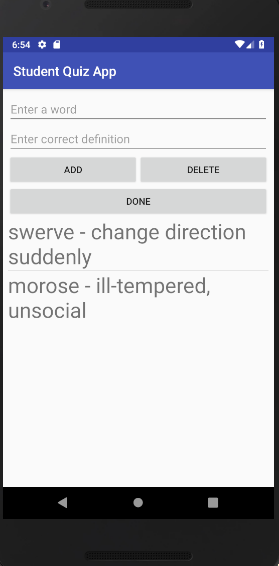 6:54
Student Quiz App
Enter a word
Enter correct definition
ADD DELETE
DONE
swerve - change direction
suddenly
morose - ill-tempered,
unsocial